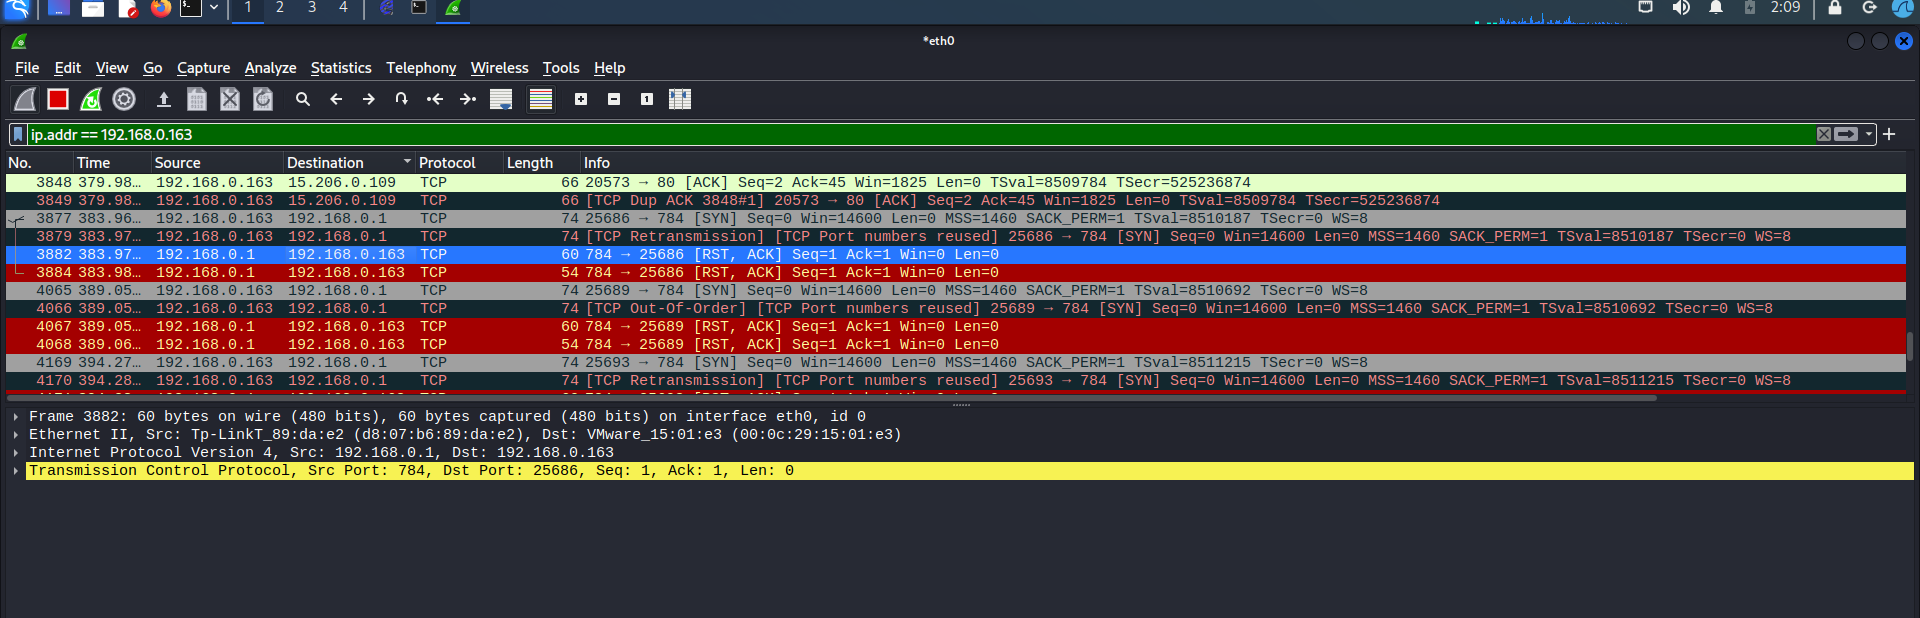 1 2 3 4 2:09
*eth0
File Edit View Go Capture Analyze Statistics Telephony Wireless Tools Help
ip.addr == 192.168.0.163
No. Time Source Destination Protocol Length Info
3848 379.98… 192.168.0.163 15.206.0.109 TCP 66 20573 → 80 [ACK] Seq=2 Ack=45 Win=1825 Len=0 TSval=8509784 TSecr=525236874
3849 379.98… 192.168.0.163 15.206.0.109 TCP 66 [TCP Dup ACK 3848#1] 20573 → 80 [ACK] Seq=2 Ack=45 Win=1825 Len=0 TSval=8509784 TSecr=525236874
3877 383.96… 192.168.0.163 192.168.0.1 TCP 74 25686 → 784 [SYN] Seq=0 Win=14600 Len=0 MSS=1460 SACK_PERM=1 TSval=8510187 TSecr=0 WS=8
3879 383.97… 192.168.0.163 192.168.0.1 TCP 74 [TCP Retransmission] [TCP Port numbers reused] 25686 → 784 [SYN] Seq=0 Win=14600 Len=0 MSS=1460 SACK_PERM=1 TSval=8510187 TSecr=0 WS=8
3882 383.97… 192.168.0.1 192.168.0.163 TCP 60 784 → 25686 [RST, ACK] Seq=1 Ack=1 Win=0 Len=0
3884 383.98… 192.168.0.1 192.168.0.163 TCP 54 784 → 25686 [RST, ACK] Seq=1 Ack=1 Win=0 Len=0
4065 389.05… 192.168.0.163 192.168.0.1 TCP 74 25689 → 784 [SYN] Seq=0 Win=14600 Len=0 MSS=1460 SACK_PERM=1 TSval=8510692 TSecr=0 WS=8
4066 389.05… 192.168.0.163 192.168.0.1 TCP 74 [TCP Out-Of-Order] [TCP Port numbers reused] 25689 → 784 [SYN] Seq=0 Win=14600 Len=0 MSS=1460 SACK_PERM=1 TSval=8510692 TSecr=0 WS=8
4067 389.05… 192.168.0.1 192.168.0.163 TCP 60 784 → 25689 [RST, ACK] Seq=1 Ack=1 Win=0 Len=0
4068 389.06… 192.168.0.1 192.168.0.163 TCP 54 784 → 25689 [RST, ACK] Seq=1 Ack=1 Win=0 Len=0
4169 394.27… 192.168.0.163 192.168.0.1 TCP 74 25693 → 784 [SYN] Seq=0 Win=14600 Len=0 MSS=1460 SACK_PERM=1 TSval=8511215 TSecr=0 WS=8
4170 394.28… 192.168.0.163 192.168.0.1 TCP 74 [TCP Retransmission] [TCP Port numbers reused] 25693 → 784 [SYN] Seq=0 Win=14600 Len=0 MSS=1460 SACK_PERM=1 TSval=8511215 TSecr=0 WS=8
Frame 3882: 60 bytes on wire (480 bits), 60 bytes captured (480 bits) on interface eth0, id 0
Ethernet II, Src: Tp-LinkT_89:da:e2 (d8:07:b6:89:da:e2), Dst: VMware_15:01:e3 (00:0c:29:15:01:e3)
Internet Protocol Version 4, Src: 192.168.0.1, Dst: 192.168.0.163
Transmission Control Protocol, Src Port: 784, Dst Port: 25686, Seq: 1, Ack: 1, Len: 0